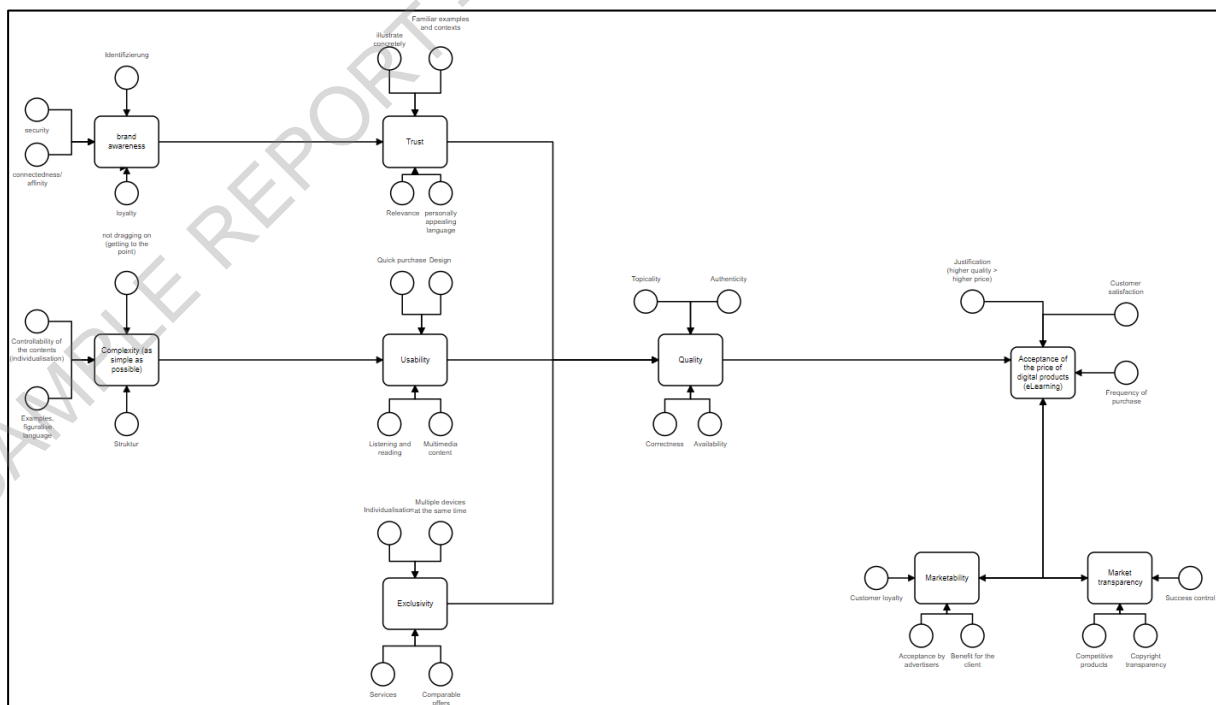 SAMPLE REPORT
Familiar examples
and contexts
illustrate
concretely
Identifizierung
security
brand
awareness
Trust
connectedness/
affinity
loyalty
Relevance
personally
appealing
language
not dragging on
(getting to the
point)
Quick purchase
Design
Topicality
Authenticity
Justification
(higher quality >
higher price)
Customer
satisfaction
Controllability of
the contents
(individualisation)
Complexity (as
simple as
possible)
Usability
Quality
Acceptance of
the price of
digital products
(eLearning)
Frequency of
purchase
Examples,
figurative
language
Struktur
Listening and
reading
Multimedia
content
Correctness
Availability
Individualisation
Multiple devices
at the same time
Exclusivity
Marketability
Market
transparency
Customer loyalty
Success control
Acceptance by
advertisers
Benefit for the
client
Competitive
products
Copyright
transparency
Services
Comparable
offers